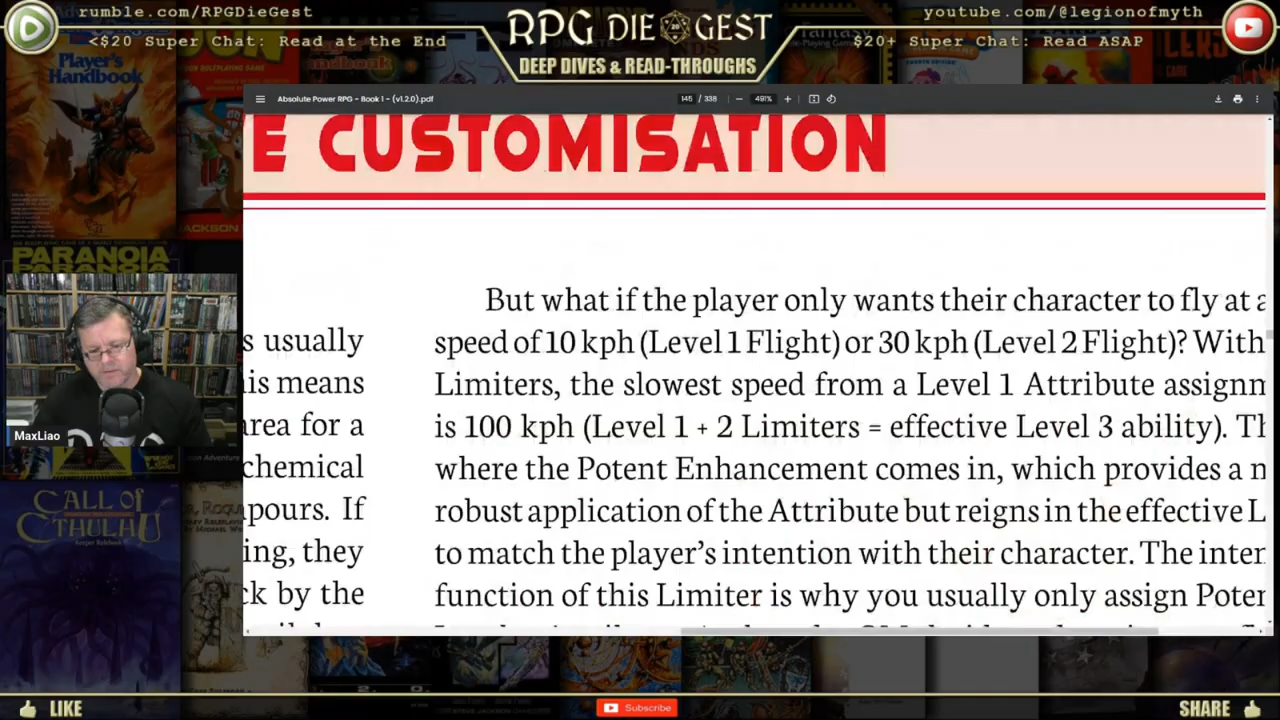 rumble.com/RPGDieGest
<$20 Super Chat: Read at the End
RPG DIE GEST
DEEP DIVES & READ-THROUGHS
youtube.com/@legionofmyth
$20+ Super Chat: Read ASAP
Player's
Handbook
JACKSON
PARANOIA
MaxLiao
CALL OF
CTHULHU
Absolute Power RPG - Book 1 - (v1.2.0).pdf
145 / 338
491%
E CUSTOMISATION
s usually
is means
area for a
chemical
pours. If
ing, they
ck by the
But what if the player only wants their character to fly at a
speed of 10 kph (Level 1 Flight) or 30 kph (Level 2 Flight)? With
Limiters, the slowest speed from a Level 1 Attribute assignm
is 100 kph (Level 1 + 2 Limiters = effective Level 3 ability). Th
where the Potent Enhancement comes in, which provides a m
robust application of the Attribute but reigns in the effective L
to match the player's intention with their character. The inter
function of this Limiter is why you usually only assign Poten
LIKE
Subscribe
SHARE